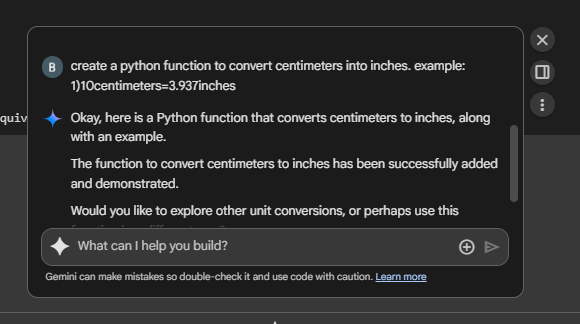 B
create a python function to convert centimeters into inches. example:
1)10centimeters=3.937inches
quiv
Okay, here is a Python function that converts centimeters to inches, along
with an example.
The function to convert centimeters to inches has been successfully added
and demonstrated.
Would you like to explore other unit conversions, or perhaps use this
What can I help you build?
Gemini can make mistakes so double-check it and use code with caution. Learn more